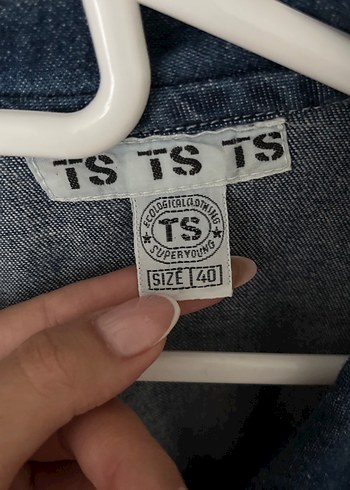 TS TS TS
ECOLOGICAL CLOTHING
TS
SUPERYOUNG
SIZE 40